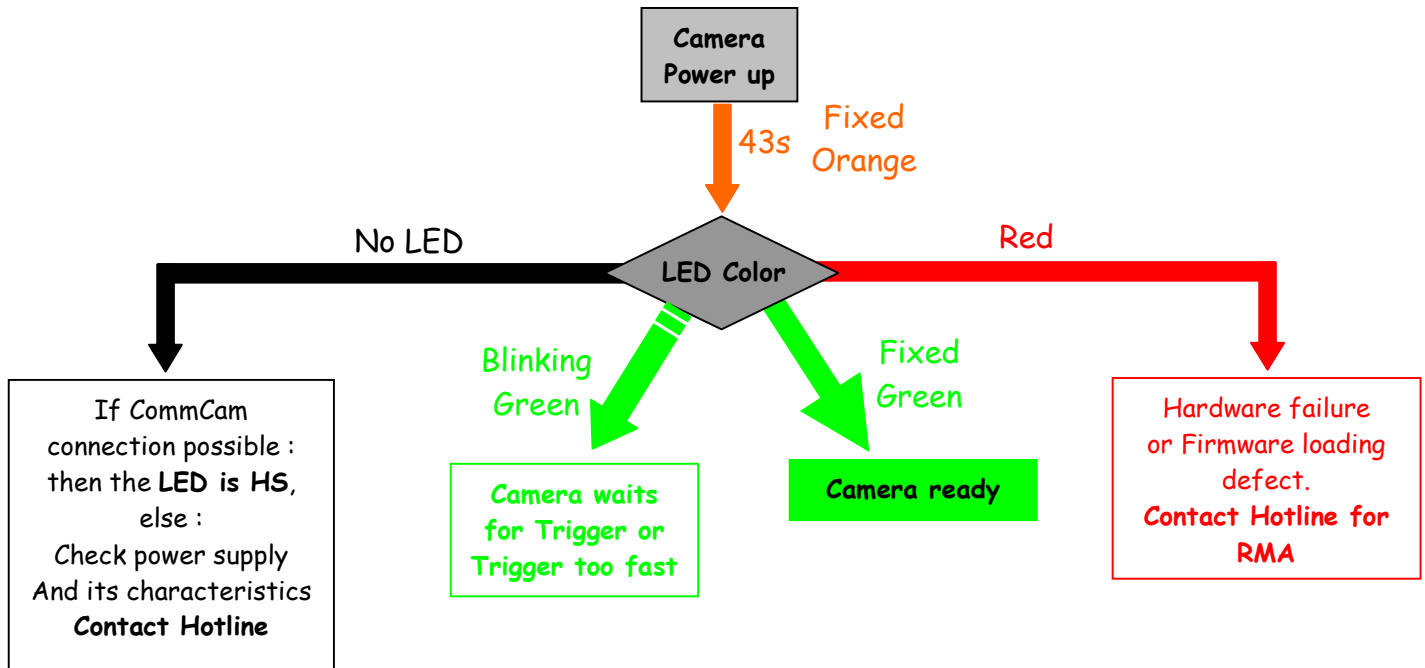 Camera
Power up
43s
Fixed
Orange
No LED
LED Color
Red
Blinking
Green
Fixed
Green
If CommCam
connection possible :
then the LED is HS,
else :
Check power supply
And its characteristics
Contact Hotline
Camera waits
for Trigger or
Trigger too fast
Camera ready
Hardware failure
or Firmware loading
defect.
Contact Hotline for
RMA